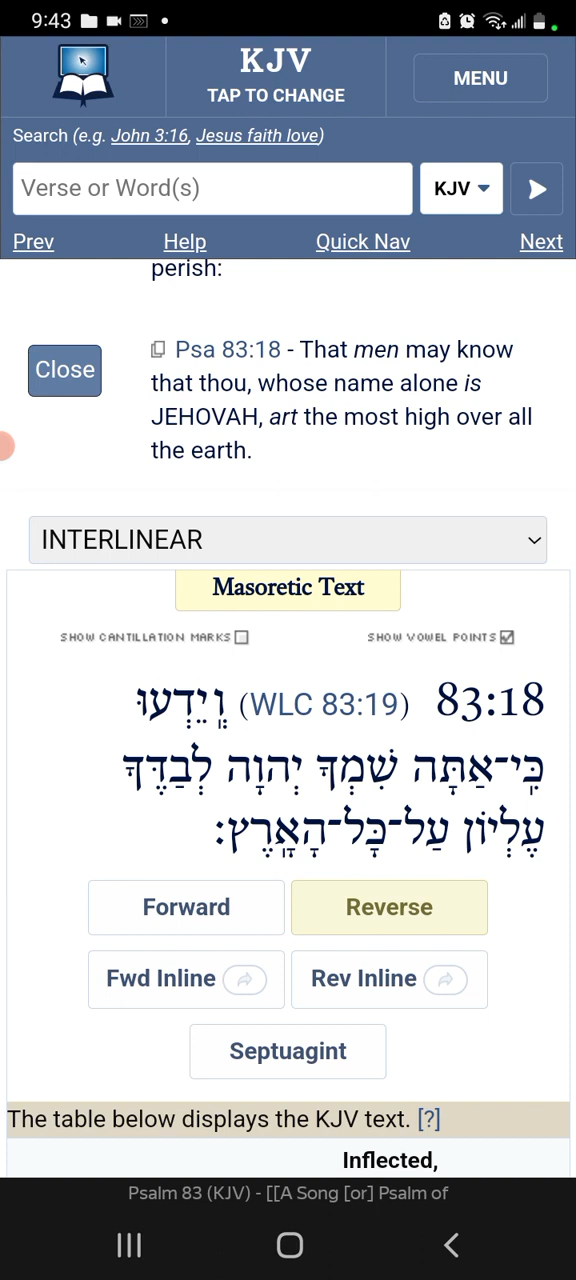 9:43
KJV
TAP TO CHANGE
MENU
Search (e.g. John 3:16, Jesus faith love)
Verse or Word(s)
KJV
Prev Help Quick Nav Next
perish:
Close
Psa 83:18 - That men may know
that thou, whose name alone is
JEHOVAH, art the most high over all
the earth.
INTERLINEAR
Masoretic Text
SHOW CANTILLATION MARKS
SHOW VOWEL POINTS
83:18 (WLC 83:19) וְֽיֵדְע֗וּ
כִּֽי־אַתָּה שִׁמְךָ יְהוָה לְבַדֶּךָ
עֶלְיוֹן עַל־כָּל־הָאָֽרֶץ׃
Forward
Reverse
Fwd Inline
Rev Inline
Septuagint
The table below displays the KJV text. [?]
Inflected,
Psalm 83 (KJV) - [[A Song [or] Psalm of